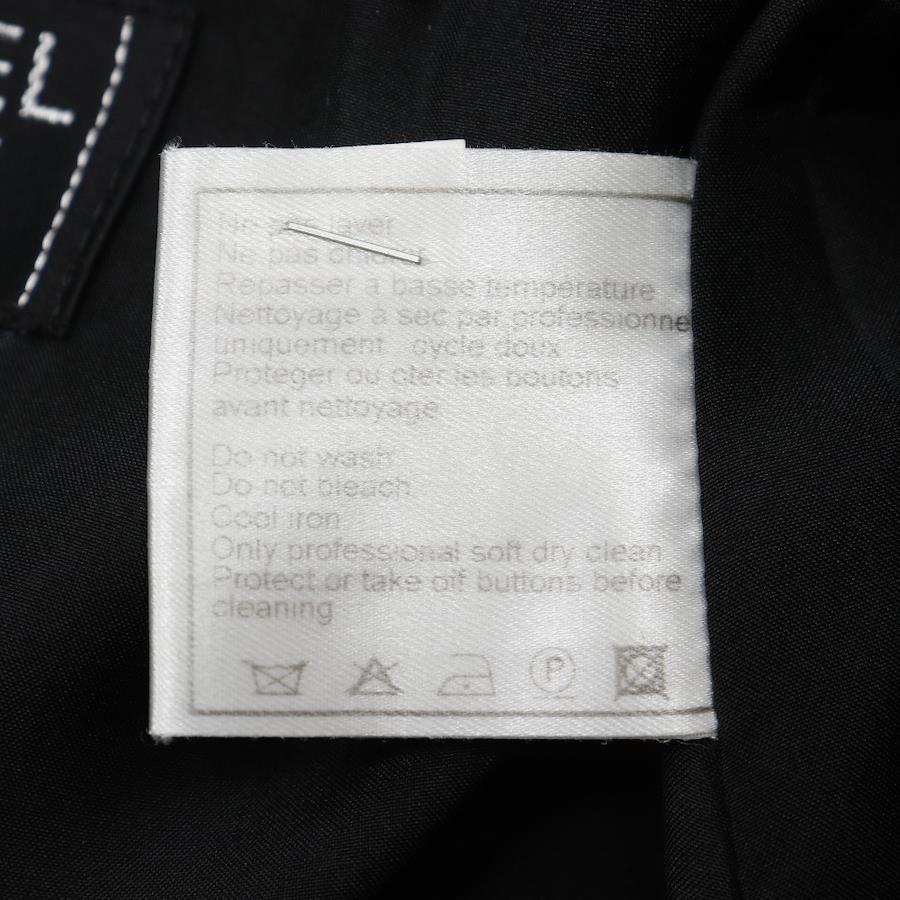 EL
Ne pas laver
Ne pas chlorer
Repasser à basse température
Nettoyage à sec par professionne
uniquement cycle doux
Proteger ou oter les boutons
avant nettoyage
Do not wash
Do not bleach
Cool iron
Only professional soft dry clean
Protect or take off buttons before
cleaning
P